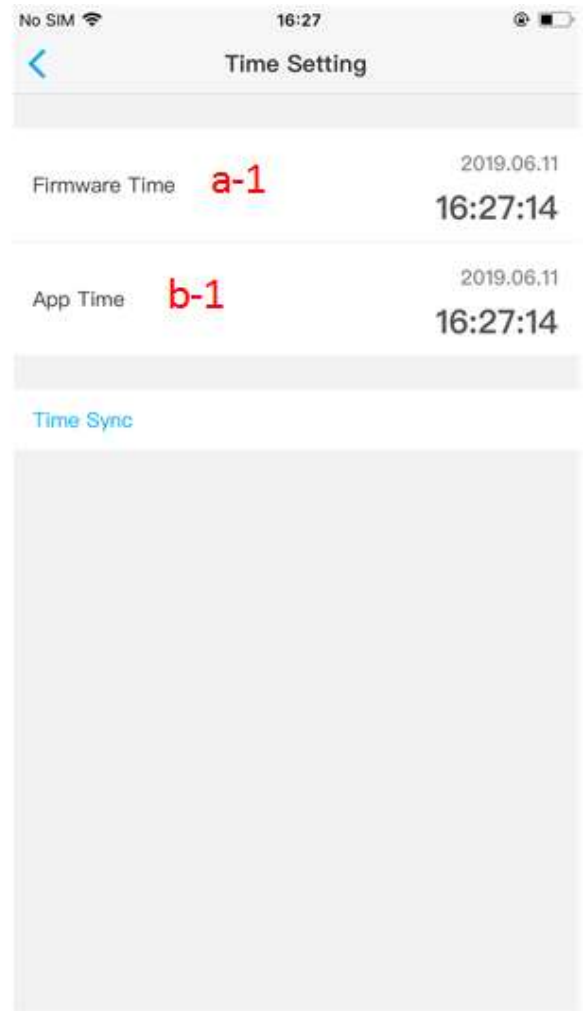 No SIM 16:27
Time Setting
Firmware Time a-1 2019.06.11
16:27:14
App Time b-1 2019.06.11
16:27:14
Time Sync